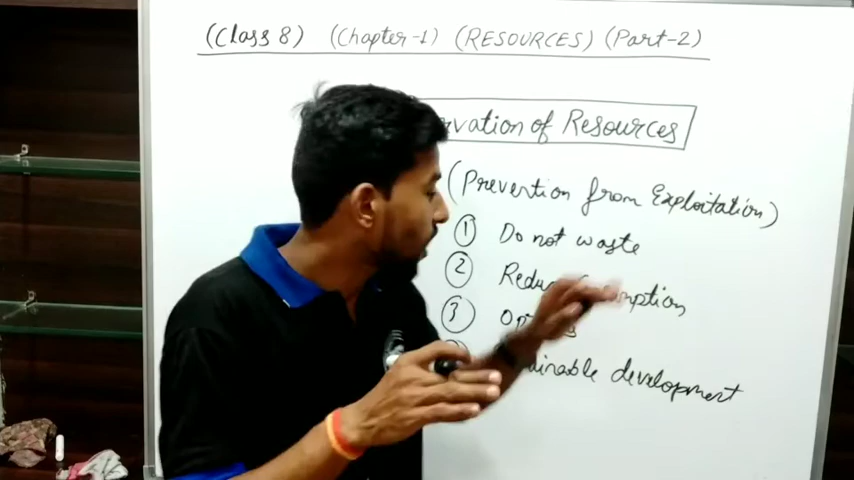 (Class 8) (Chapter-1) (RESOURCES) (Part-2)
rvation of Resources
(Prevention from Exploitation)
1 Do not waste
2 Redu mption
3 Op s
inable development